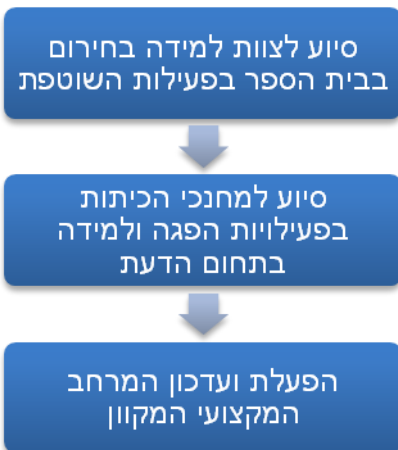 סיוע לצוות למידה בחירום
בבית הספר בפעילות השוטפת
סיוע למחנכי הכיתות
בפעילויות הפגה ולמידה
בתחום הדעת
הפעלת ועדכון המרחב
המקצועי המקוון